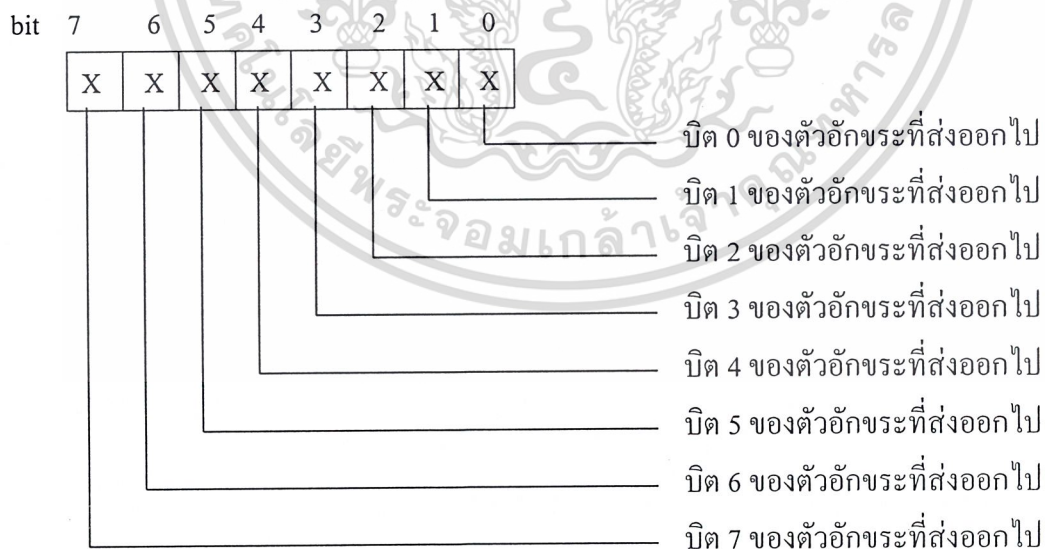 bit 7 6 5 4 3 2 1 0
X X X X X X X X
บิต 0 ของตัวอักขระที่ส่งออกไป
บิต 1 ของตัวอักขระที่ส่งออกไป
บิต 2 ของตัวอักขระที่ส่งออกไป
บิต 3 ของตัวอักขระที่ส่งออกไป
บิต 4 ของตัวอักขระที่ส่งออกไป
บิต 5 ของตัวอักขระที่ส่งออกไป
บิต 6 ของตัวอักขระที่ส่งออกไป
บิต 7 ของตัวอักขระที่ส่งออกไป